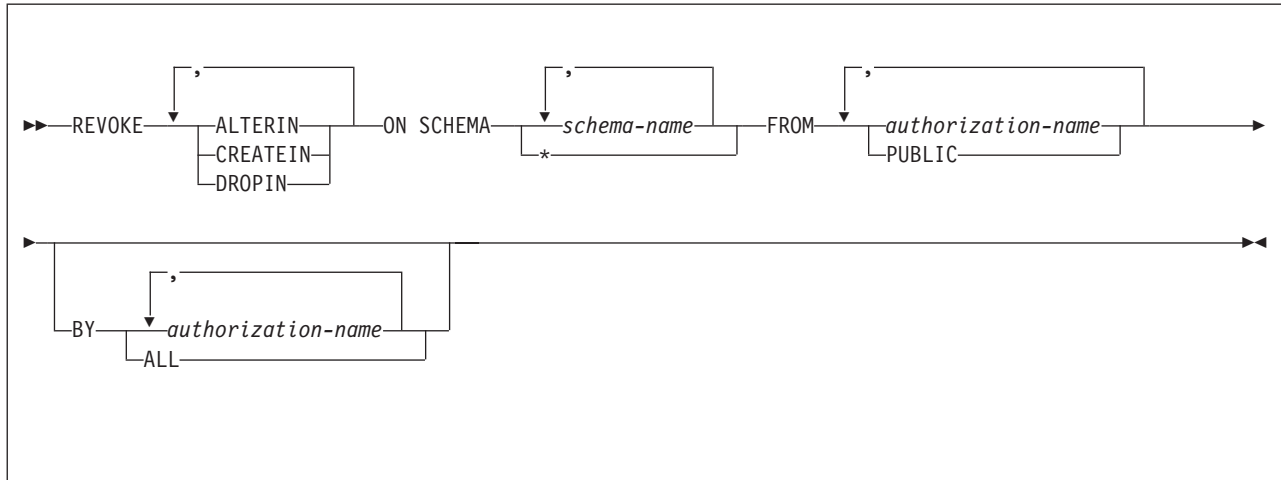 , , ,
REVOKE ALTERIN ON SCHEMA schema-name FROM authorization-name
CREATEIN * PUBLIC
DROPIN
,
BY authorization-name
ALL